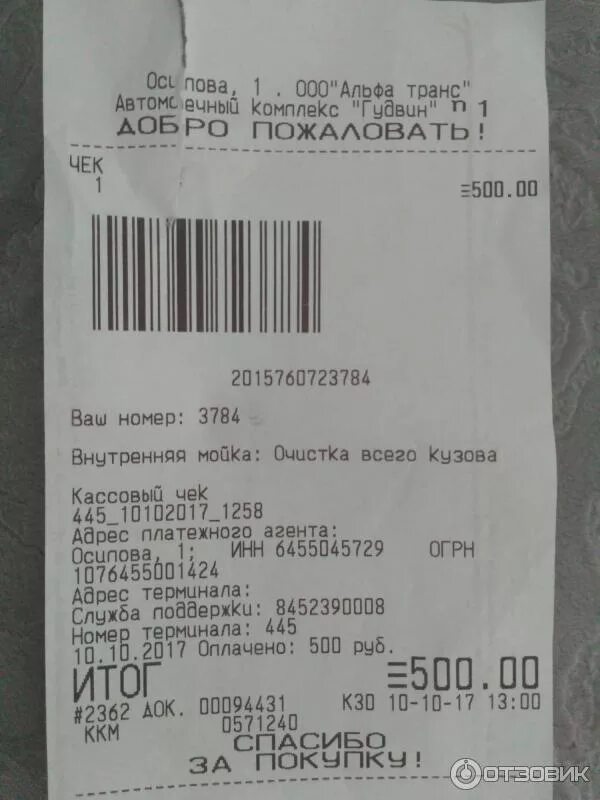 Осипова, 1 . ООО"Альфа транс"
Автомоечный комплекс "Гудвин" п 1
ДОБРО ПОЖАЛОВАТЬ!
ЧЕК
1 ≡500.00
2015760723784
Ваш номер: 3784
Внутренняя мойка: Очистка всего кузова
Кассовый чек
445_10102017_1258
Адрес платежного агента:
Осипова, 1; ИНН 6455045729 ОГРН
1076455001424
Адрес терминала:
Служба поддержки: 8452390008
Номер терминала: 445
10.10.2017 Оплачено: 500 руб.
ИТОГ ≡500.00
#2362 ДОК. 00094431 К30 10-10-17 13:00
ККМ 0571240
СПАСИБО
ЗА ПОКУПКУ!
ОТЗОВИК